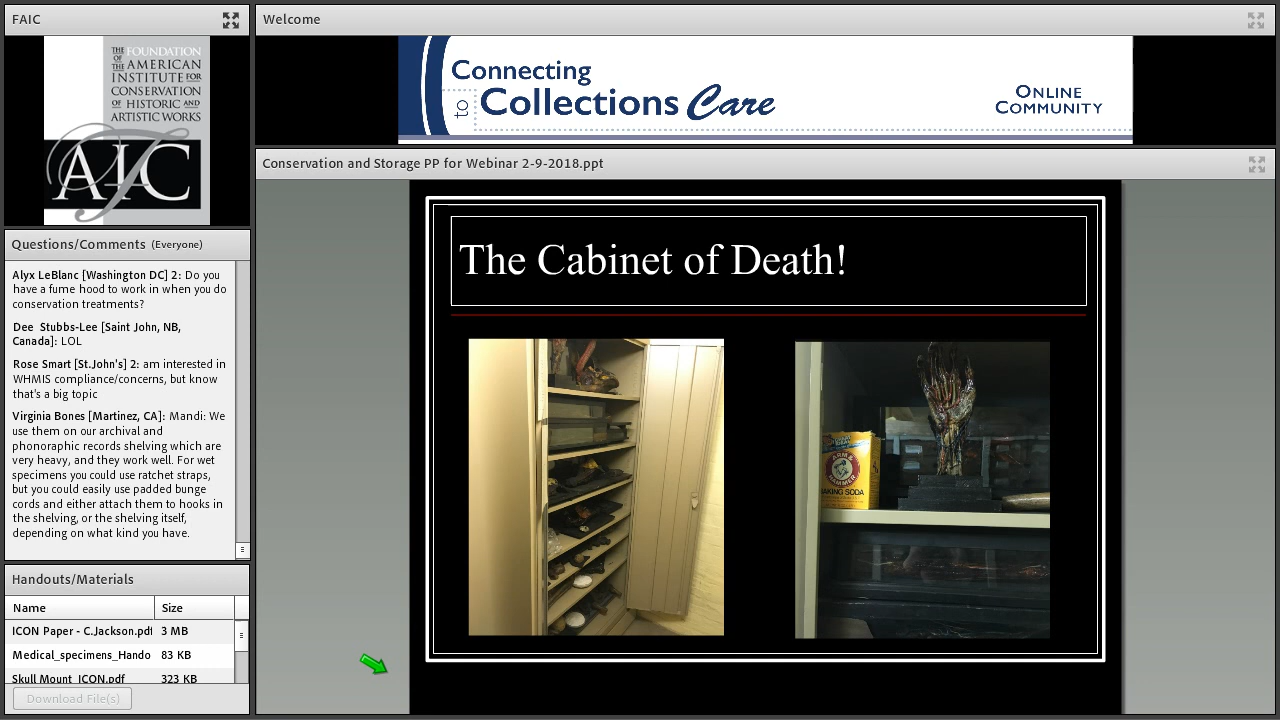 FAIC
THE FOUNDATION
OF THE AMERICAN
INSTITUTE FOR
CONSERVATION
OF HISTORIC AND
ARTISTIC WORKS
AIC
Questions/Comments (Everyone)
Alyx LeBlanc [Washington DC] 2: Do you
have a fume hood to work in when you do
conservation treatments?
Dee Stubbs-Lee [Saint John, NB,
Canada]: LOL
Rose Smart [St.John's] 2: am interested in
WHMIS compliance/concerns, but know
that's a big topic
Virginia Bones [Martinez, CA]: Mandi: We
use them on our archival and
phonoraphic records shelving which are
very heavy, and they work well. For wet
specimens you could use ratchet straps,
but you could easily use padded bunge
cords and either attach them to hooks in
the shelving, or the shelving itself,
depending on what kind you have.
Handouts/Materials
Name Size
ICON Paper - C.Jackson.pdf 3 MB
Medical_specimens_Hando 83 KB
Skull Mount_ICON.pdf 323 KB
Download File(s)
Welcome
Connecting
to Collections Care
ONLINE
COMMUNITY
Conservation and Storage PP for Webinar 2-9-2018.ppt
The Cabinet of Death!
ARM &
HAMMER
BAKING SODA